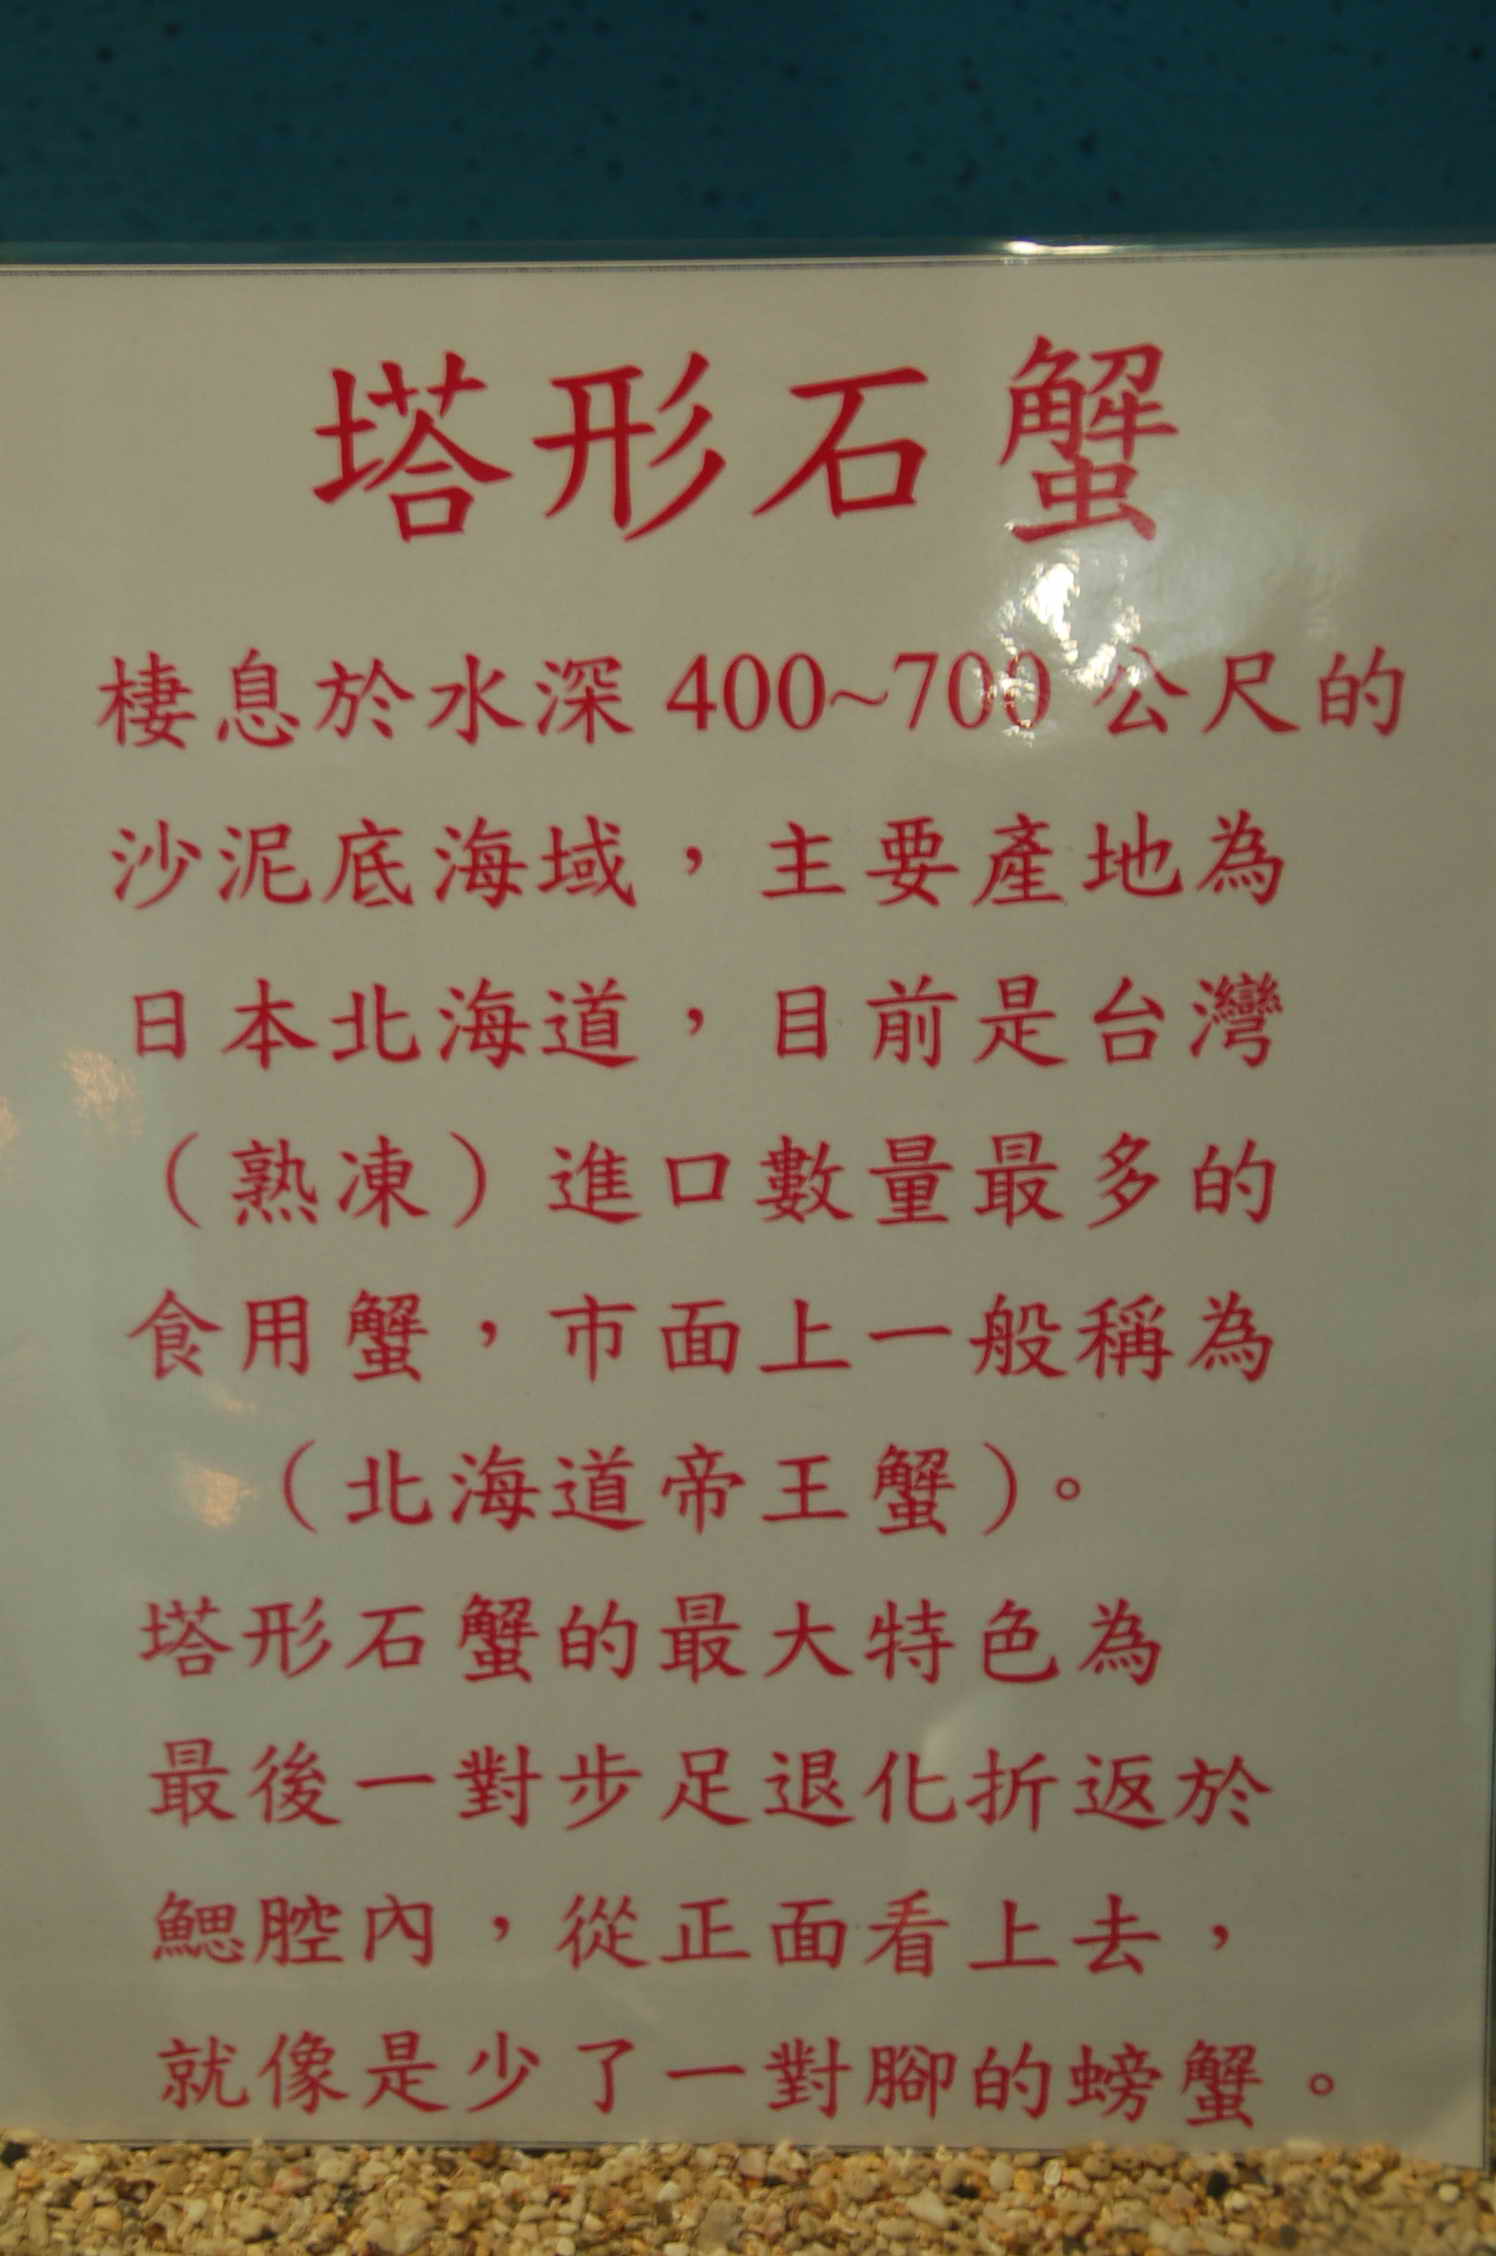 塔形石蟹
棲息於水深 400~700 公尺的
沙泥底海域，主要產地為
日本北海道，目前是台灣
（熟凍）進口數量最多的
食用蟹，市面上一般稱為
（北海道帝王蟹）。
塔形石蟹的最大特色為
最後一對步足退化折返於
鰓腔內，從正面看上去，
就像是少了一對腳的螃蟹。